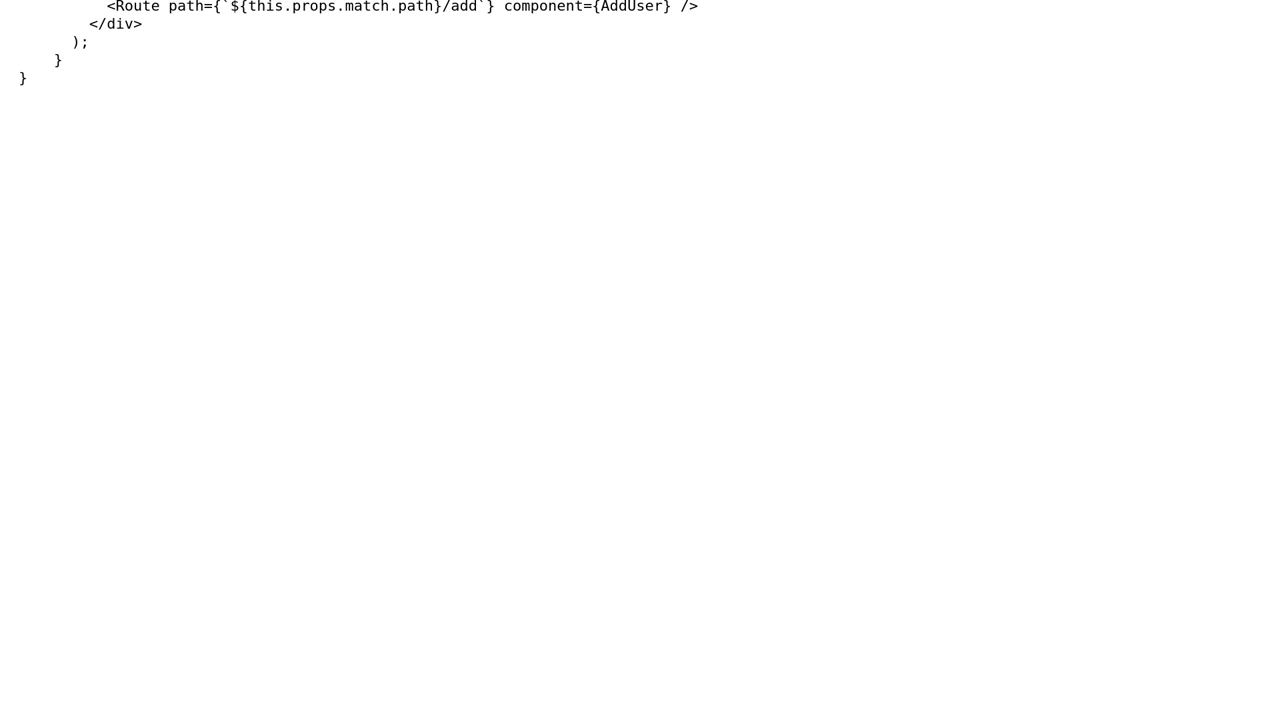 <Route path={`${this.props.match.path}/add`} component={AddUser} />
</div>
);
}
}